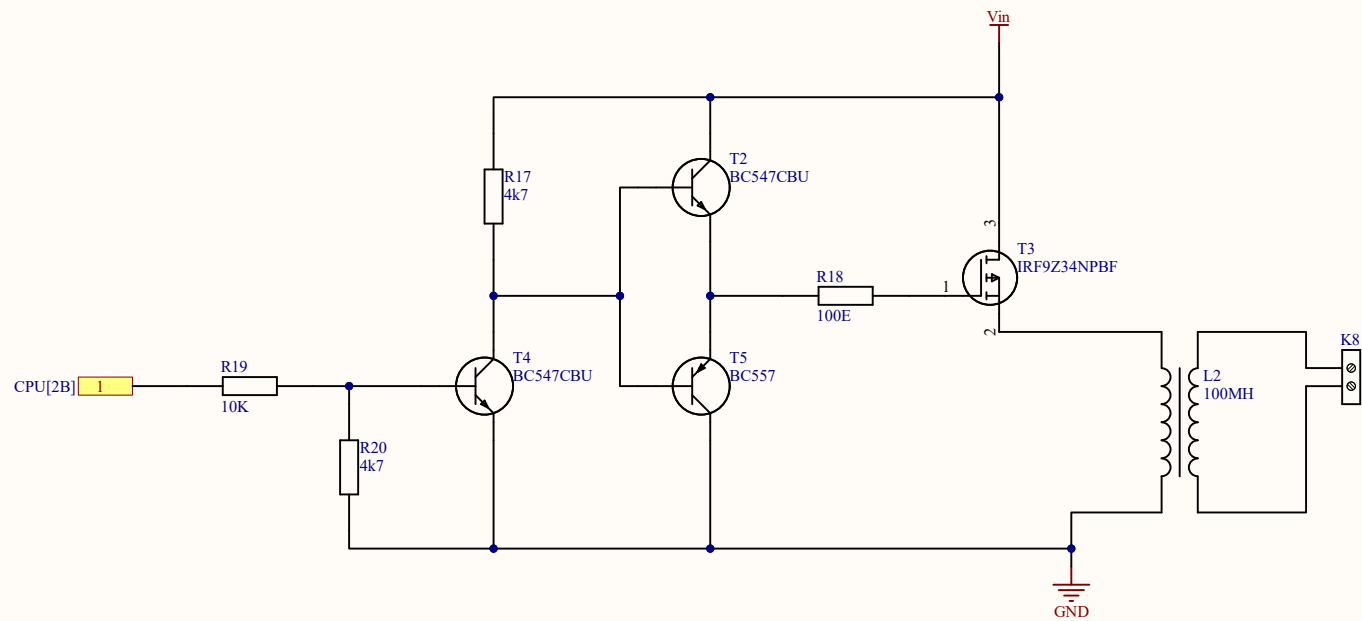 Vin
T2
BC547CBU
R17
4k7
3
T3
IRF9Z34NPBF
R18
1
100E
2
K8
T4
BC547CBU
T5
BC557
R19
CPU[2B]
1
10K
L2
100MH
R20
4k7
GND